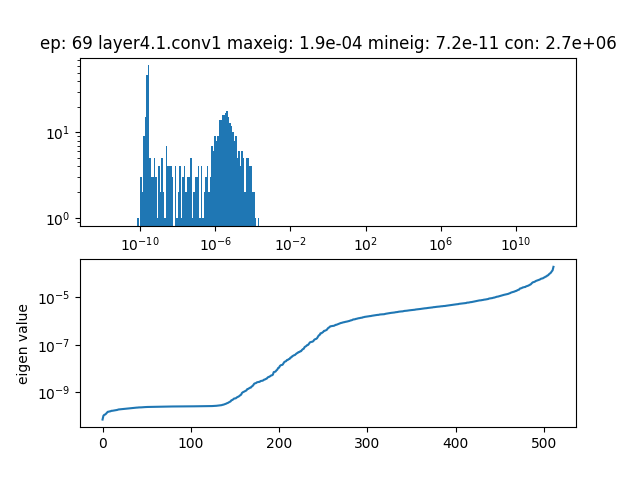 ep: 69 layer4.1.conv1 maxeig: 1.9e-04 mineig: 7.2e-11 con: 2.7e+06
10¹
10⁰
10⁻¹⁰ 10⁻⁶ 10⁻² 10² 10⁶ 10¹⁰
eigen value
10⁻⁵
10⁻⁷
10⁻⁹
0 100 200 300 400 500